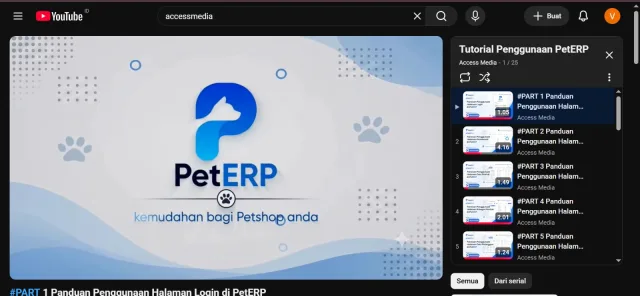 YouTube
ID
accessmedia
Buat
V
PetERP
kemudahan bagi Petshop anda
#PART 1 Panduan Penggunaan Halaman Login di PetERP
Tutorial Penggunaan PetERP
Access Media · 1 / 25
#PART 1 Panduan
Penggunaan Halam...
Access Media
1:05
2
#PART 2 Panduan
Penggunaan Halam...
Access Media
4:16
3
#PART 3 Panduan
Penggunaan Halam...
Access Media
1:49
4
#PART 4 Panduan
Penggunaan Halam...
Access Media
2:01
5
#PART 5 Panduan
Penggunaan Halam...
Access Media
1:24
Semua
Dari serial